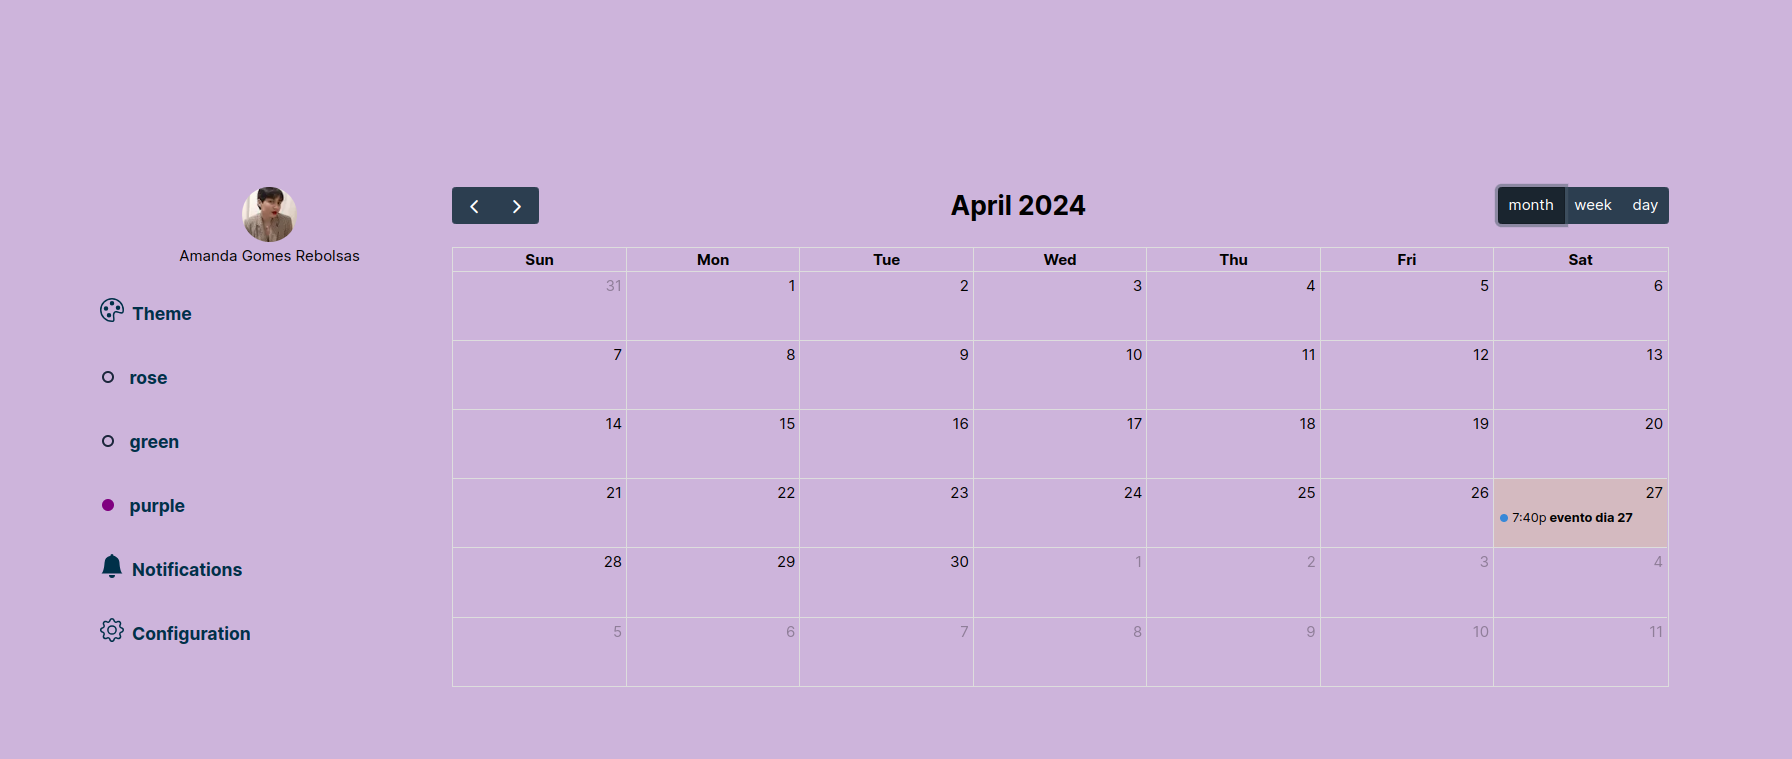 Amanda Gomes Rebolsas
Theme
rose
green
purple
Notifications
Configuration
April 2024
month week day
Sun Mon Tue Wed Thu Fri Sat
31 1 2 3 4 5 6
7 8 9 10 11 12 13
14 15 16 17 18 19 20
21 22 23 24 25 26 27
7:40p evento dia 27
28 29 30 1 2 3 4
5 6 7 8 9 10 11